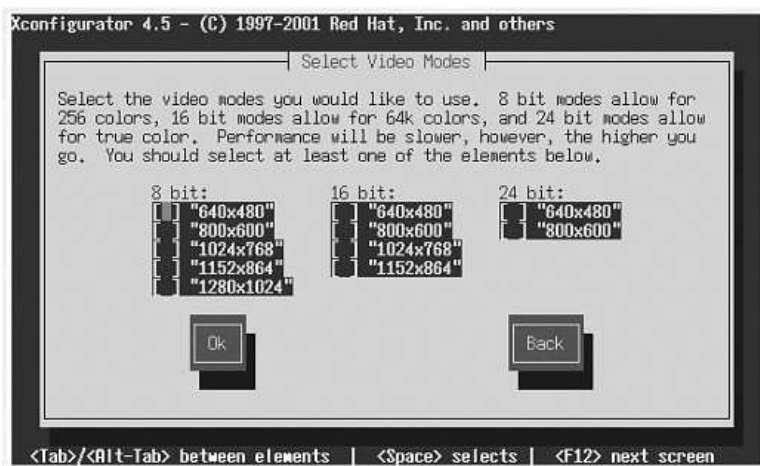 Xconfigurator 4.5 - (C) 1997-2001 Red Hat, Inc. and others
Select Video Modes
Select the video modes you would like to use.  8 bit modes allow for
256 colors, 16 bit modes allow for 64k colors, and 24 bit modes allow
for true color.  Performance will be slower, however, the higher you
go.  You should select at least one of the elements below.
8 bit: 16 bit: 24 bit:
[ ] "640x480" [ ] "640x480" [ ] "640x480"
[ ] "800x600" [ ] "800x600" [ ] "800x600"
[ ] "1024x768" [ ] "1024x768"
[ ] "1152x864" [ ] "1152x864"
[ ] "1280x1024"
Ok Back
<Tab>/<Alt-Tab> between elements | <Space> selects | <F12> next screen